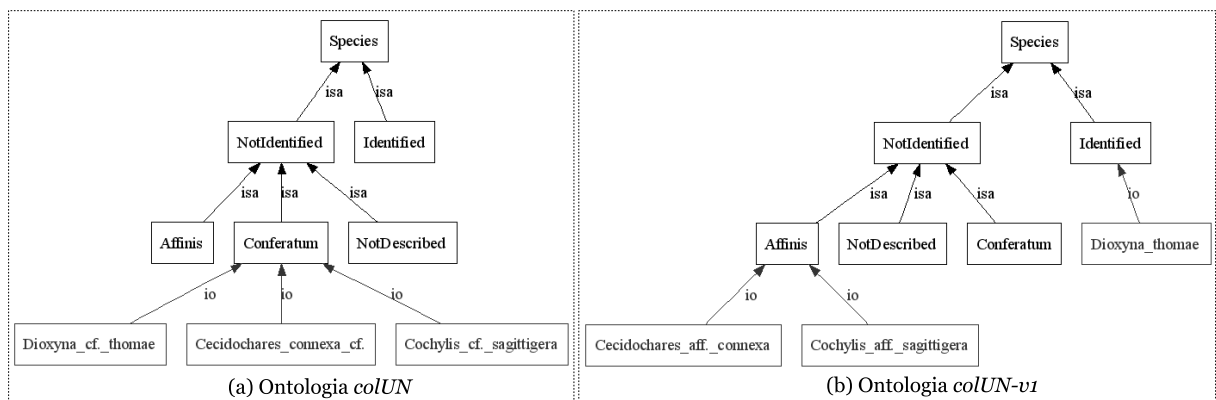 Species
isa
isa
NotIdentified
Identified
isa
isa
isa
Affinis
Conferatum
NotDescribed
io
io
io
Dioxyna_cf._thomae
Cecidochares_connexa_cf.
Cochylis_cf._sagittigera
(a) Ontologia colUN
Species
isa
isa
NotIdentified
Identified
isa
isa
isa
io
Affinis
NotDescribed
Conferatum
Dioxyna_thomae
io
io
Cecidochares_aff._connexa
Cochylis_aff._sagittigera
(b) Ontologia colUN-v1